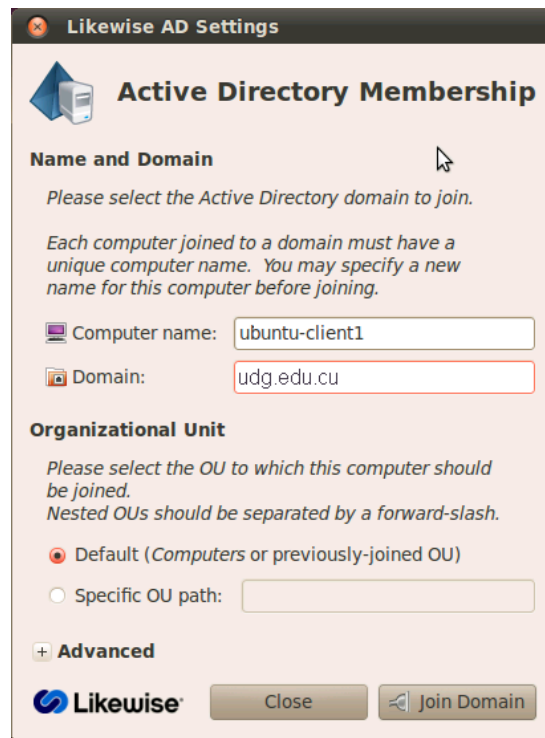 Likewise AD Settings
Active Directory Membership
Name and Domain
Please select the Active Directory domain to join.
Each computer joined to a domain must have a
unique computer name.  You may specify a new
name for this computer before joining.
Computer name: ubuntu-client1
Domain: udg.edu.cu
Organizational Unit
Please select the OU to which this computer should
be joined.
Nested OUs should be separated by a forward-slash.
Default (Computers or previously-joined OU)
Specific OU path:
Advanced
Likewise Close Join Domain